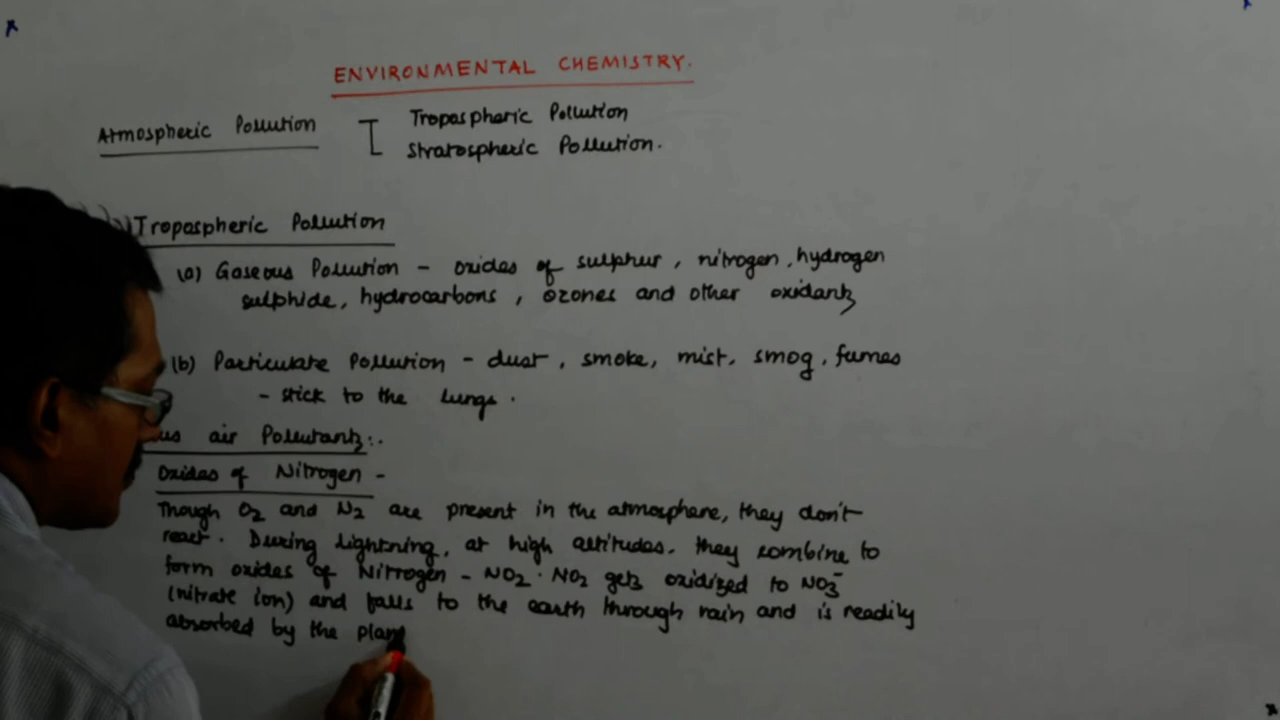 ENVIRONMENTAL CHEMISTRY.
Atmospheric Pollution
Tropospheric Pollution
Stratospheric Pollution.
Tropospheric Pollution
(a) Gaseous Pollution - oxides of sulphur, nitrogen, hydrogen
sulphide, hydrocarbons, ozones and other oxidants
(b) Particulate Pollution - dust, smoke, mist, smog, fumes
- stick to the lungs.
air Pollutants:-
Oxides of Nitrogen -
Though O2 and N2 are present in the atmosphere, they don't
react. During lightning, at high altitudes, they combine to
form oxides of Nitrogen - NO2. NO2 gets oxidized to NO3-
(nitrate ion) and falls to the earth through rain and is readily
absorbed by the plan